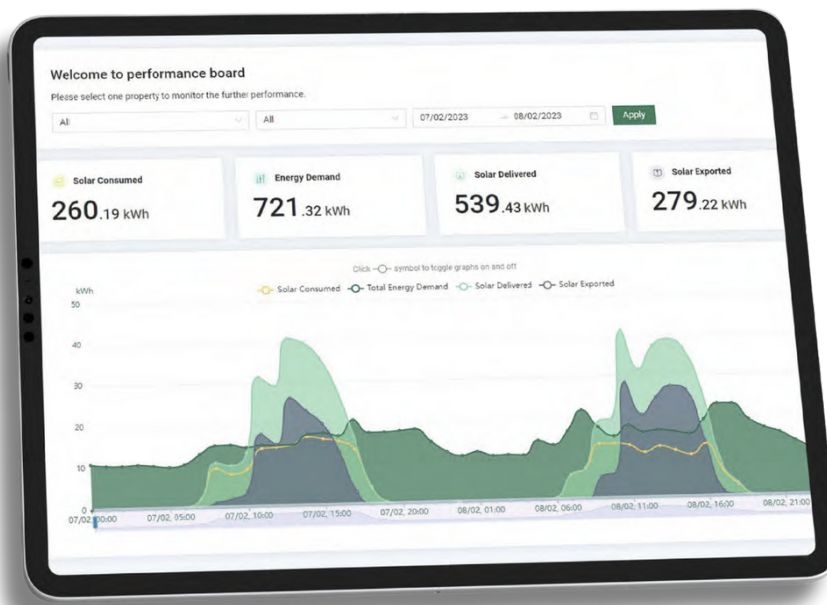 Welcome to performance board
Please select one property to monitor the further performance.
All All 07/02/2023 → 08/02/2023 Apply
Solar Consumed
260.19 kWh
Energy Demand
721.32 kWh
Solar Delivered
539.43 kWh
Solar Exported
279.22 kWh
Click symbol to toggle graphs on and off
Solar Consumed Total Energy Demand Solar Delivered Solar Exported
kWh
50
40
30
20
10
0
07/02, 00:00 07/02, 05:00 07/02, 10:00 07/02, 15:00 07/02, 20:00 08/02, 01:00 08/02, 06:00 08/02, 11:00 08/02, 16:00 08/02, 21:00